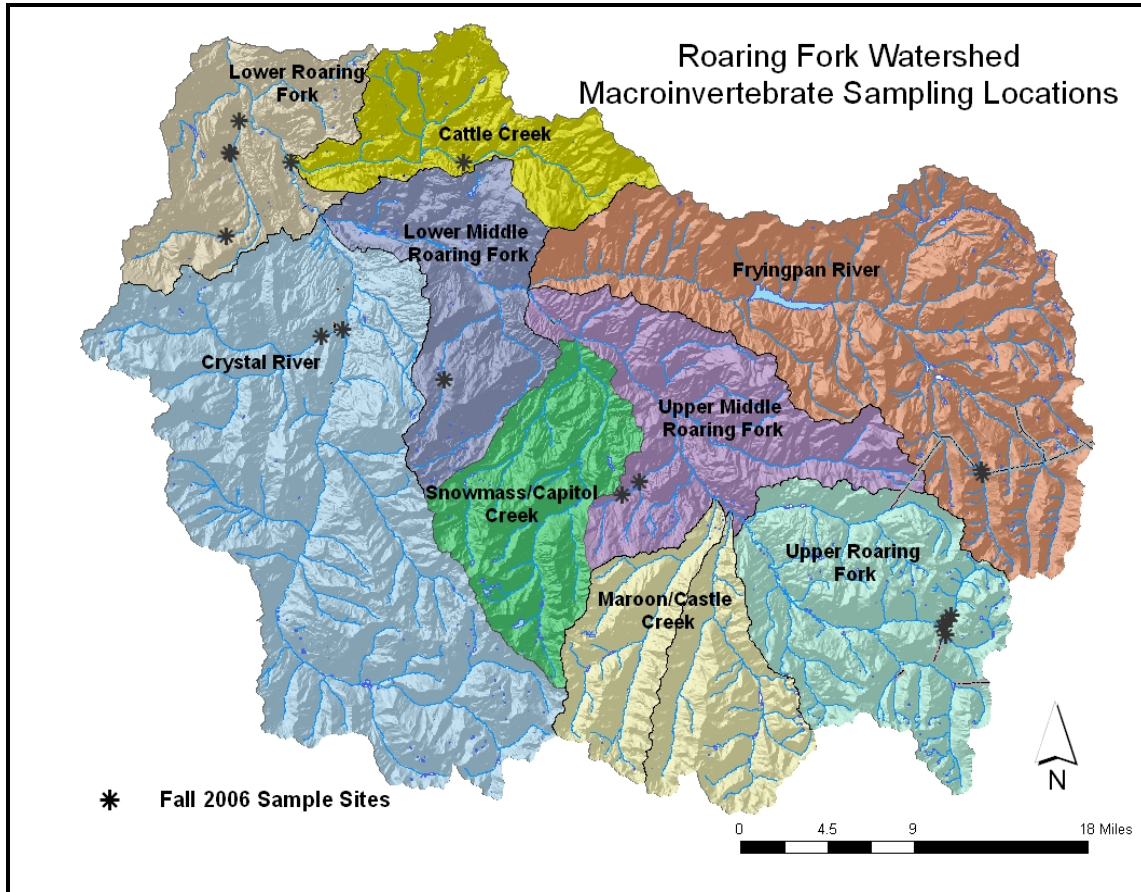 Roaring Fork Watershed
Macroinvertebrate Sampling Locations
Lower Roaring
Fork
Cattle Creek
Lower Middle
Roaring Fork
Fryingpan River
Crystal River
Upper Middle
Roaring Fork
Snowmass/Capitol
Creek
Upper Roaring
Fork
Maroon/Castle
Creek
N
Fall 2006 Sample Sites
0 4.5 9 18 Miles